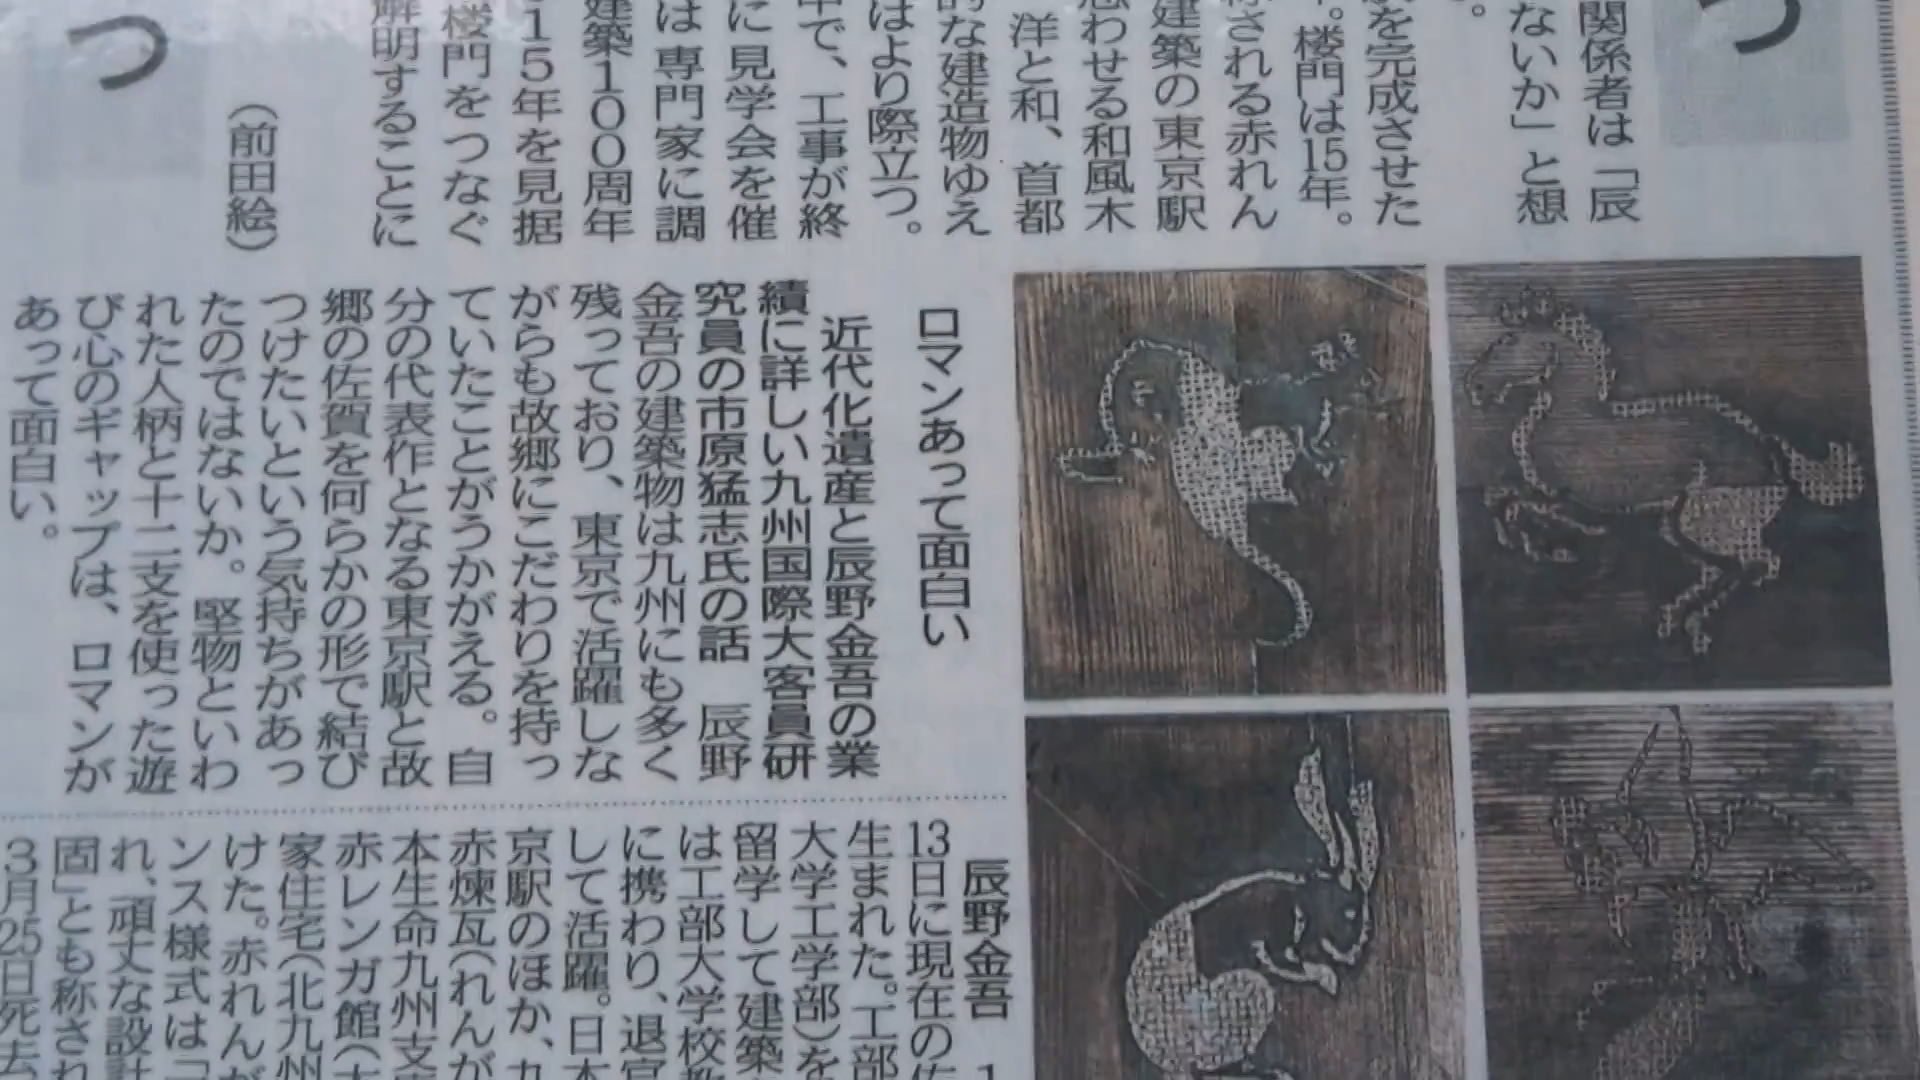 つ
関係者は「辰
ないか」と想
。
を完成させた
。楼門は15年。
される赤れん
建築の東京駅
思わせる和風木
洋と和、首都
的な建造物ゆえ
はより際立つ。
中で、工事が終
に見学会を催
は専門家に調
建築100周年
15年を見据
楼門をつなぐ
解明することに
(前田絵)
つ
ロマンあって面白い
近代化遺産と辰野金吾の業
績に詳しい九州国際大客員研
究員の市原猛志氏の話 辰野
金吾の建築物は九州にも多く
残っており、東京で活躍しな
がらも故郷にこだわりを持っ
ていたことがうかがえる。自
分の代表作となる東京駅と故
郷の佐賀を何らかの形で結び
つけたいという気持ちがあっ
たのではないか。堅物といわ
れた人柄と十二支を使った遊
び心のギャップは、ロマンが
あって面白い。
辰野金吾 1
13日に現在の佐
生まれた。工部
大学工学部)を
留学して建築
は工部大学校教
に携わり、退官
して活躍。日本
京駅のほか、九
赤煉瓦(れんが
本生命九州支店
赤レンガ館(大
家住宅(北九州
けた。赤れんが
ンス様式は「
れ、頑丈な設計
固」とも称され
3月25日死去